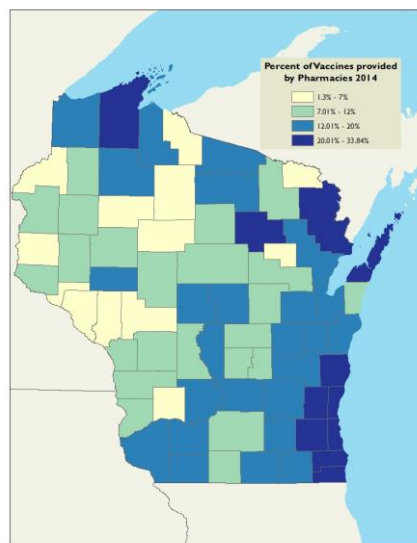 Percent of Vaccines provided
by Pharmacies 2014
1.3% - 7%
7.01% - 12%
12.01% - 20%
20.01% - 33.84%